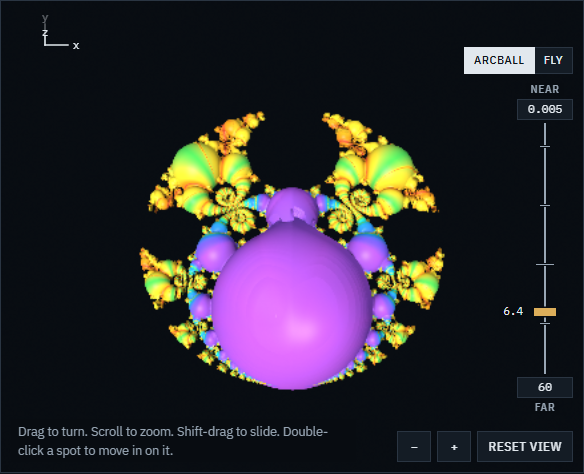 y
z
x
ARCBALL FLY
NEAR
0.005
6.4
60
FAR
Drag to turn. Scroll to zoom. Shift-drag to slide. Double-
click a spot to move in on it.
− + RESET VIEW